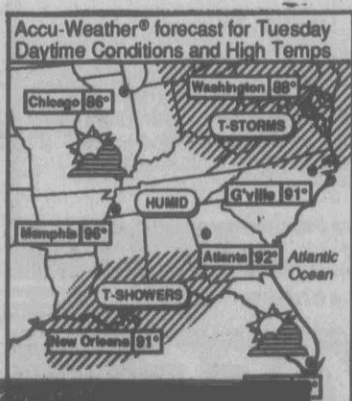 Accu-Weather® forecast for Tuesday
Daytime Conditions and High Temps
Washington 88°
Chicago 86°
T-STORMS
HUMID
G'ville 91°
Memphis 96°
Atlanta 92°
Atlantic
Ocean
T-SHOWERS
New Orleans 91°